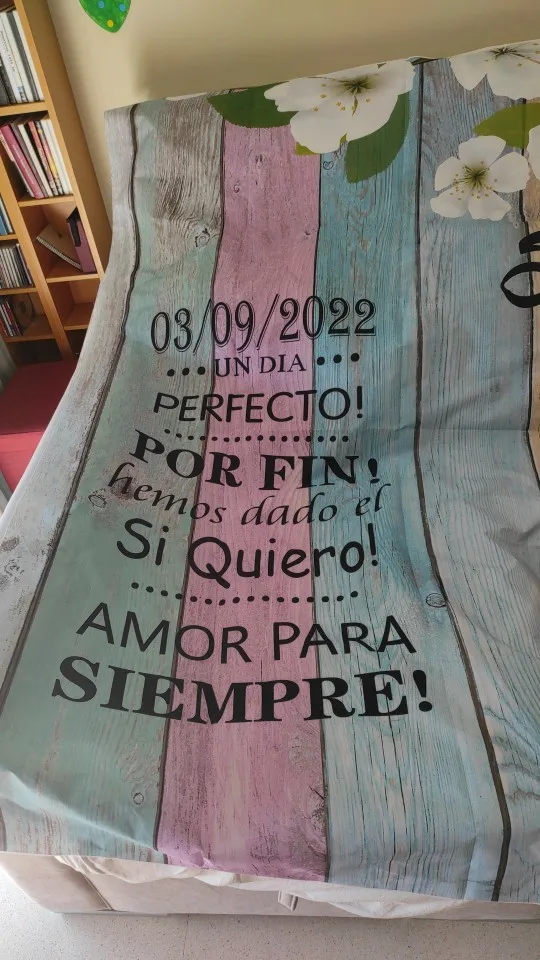 03/09/2022
...UN DIA...
PERFECTO!
POR FIN!
hemos dado el
Si Quiero!
AMOR PARA
SIEMPRE!